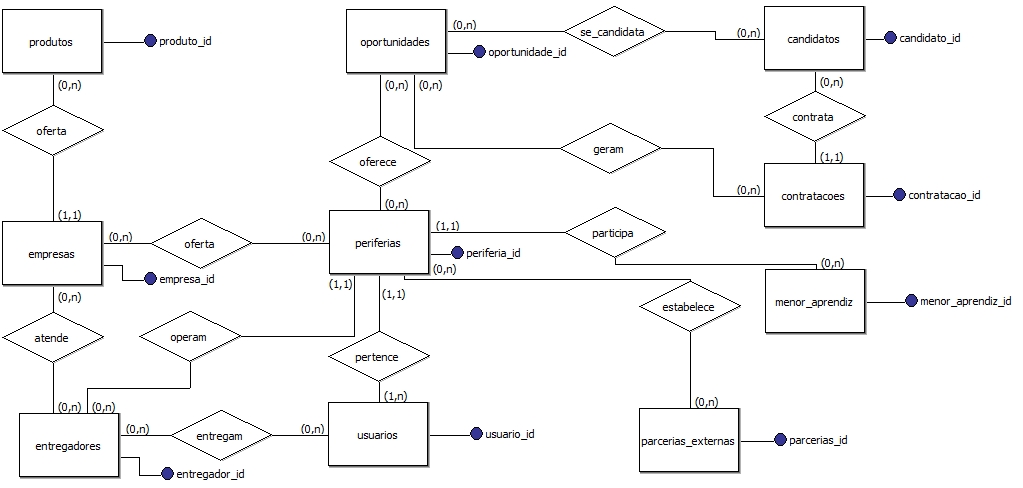 produtos
produto_id
oportunidades
oportunidade_id
(0,n)
se_candidata
(0,n)
candidatos
candidato_id
(0,n)
(0,n)
(0,n)
(0,n)
oferta
contrata
oferece
geram
(1,1)
(0,n)
contratacoes
contratacao_id
(1,1)
(0,n)
empresas
empresa_id
(0,n)
oferta
(0,n)
periferias
periferia_id
(1,1)
participa
(0,n)
(0,n)
menor_aprendiz
menor_aprendiz_id
(0,n)
(1,1)
(1,1)
estabelece
atende
operam
pertence
(0,n)
(0,n)
(1,n)
(0,n)
entregadores
entregador_id
(0,n)
entregam
(0,n)
usuarios
usuario_id
parcerias_externas
parcerias_id